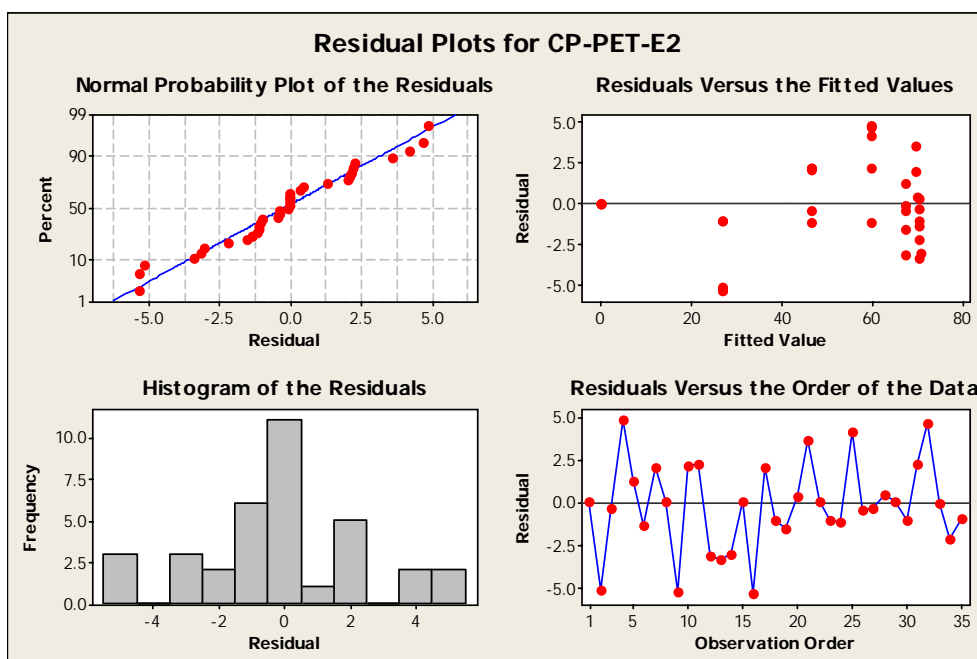 Residual Plots for CP-PET-E2
Normal Probability Plot of the Residuals
99
90
50
10
1
Percent
-5.0 -2.5 0.0 2.5 5.0
Residual
Residuals Versus the Fitted Values
5.0
2.5
0.0
-2.5
-5.0
Residual
0 20 40 60 80
Fitted Value
Histogram of the Residuals
10.0
7.5
5.0
2.5
0.0
Frequency
-4 -2 0 2 4
Residual
Residuals Versus the Order of the Data
5.0
2.5
0.0
-2.5
-5.0
Residual
1 5 10 15 20 25 30 35
Observation Order